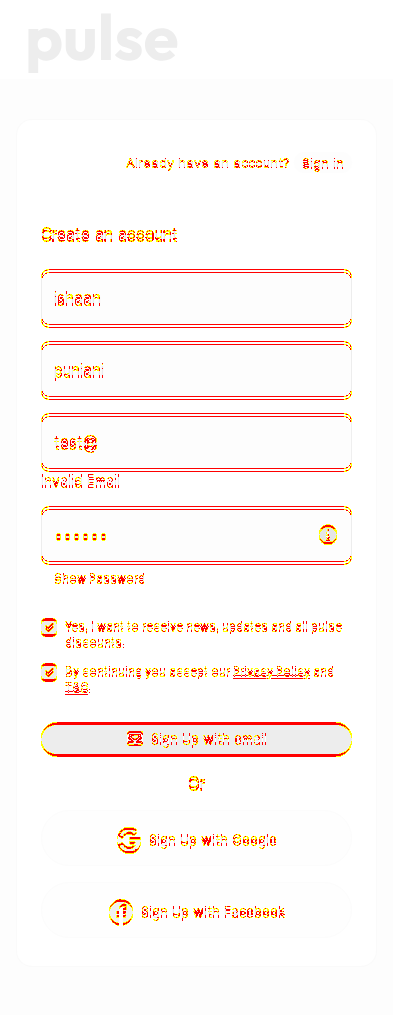 pulse
Already have an account? Sign in
Create an account
ishaan
puniani
test@
Invalid Email
Show Password
Yes, I want to receive news, updates and all pulse
discounts.
By continuing you accept our Privacy Policy and
T&C.
Sign Up with email
Or
Sign Up with Google
Sign Up with Facebook